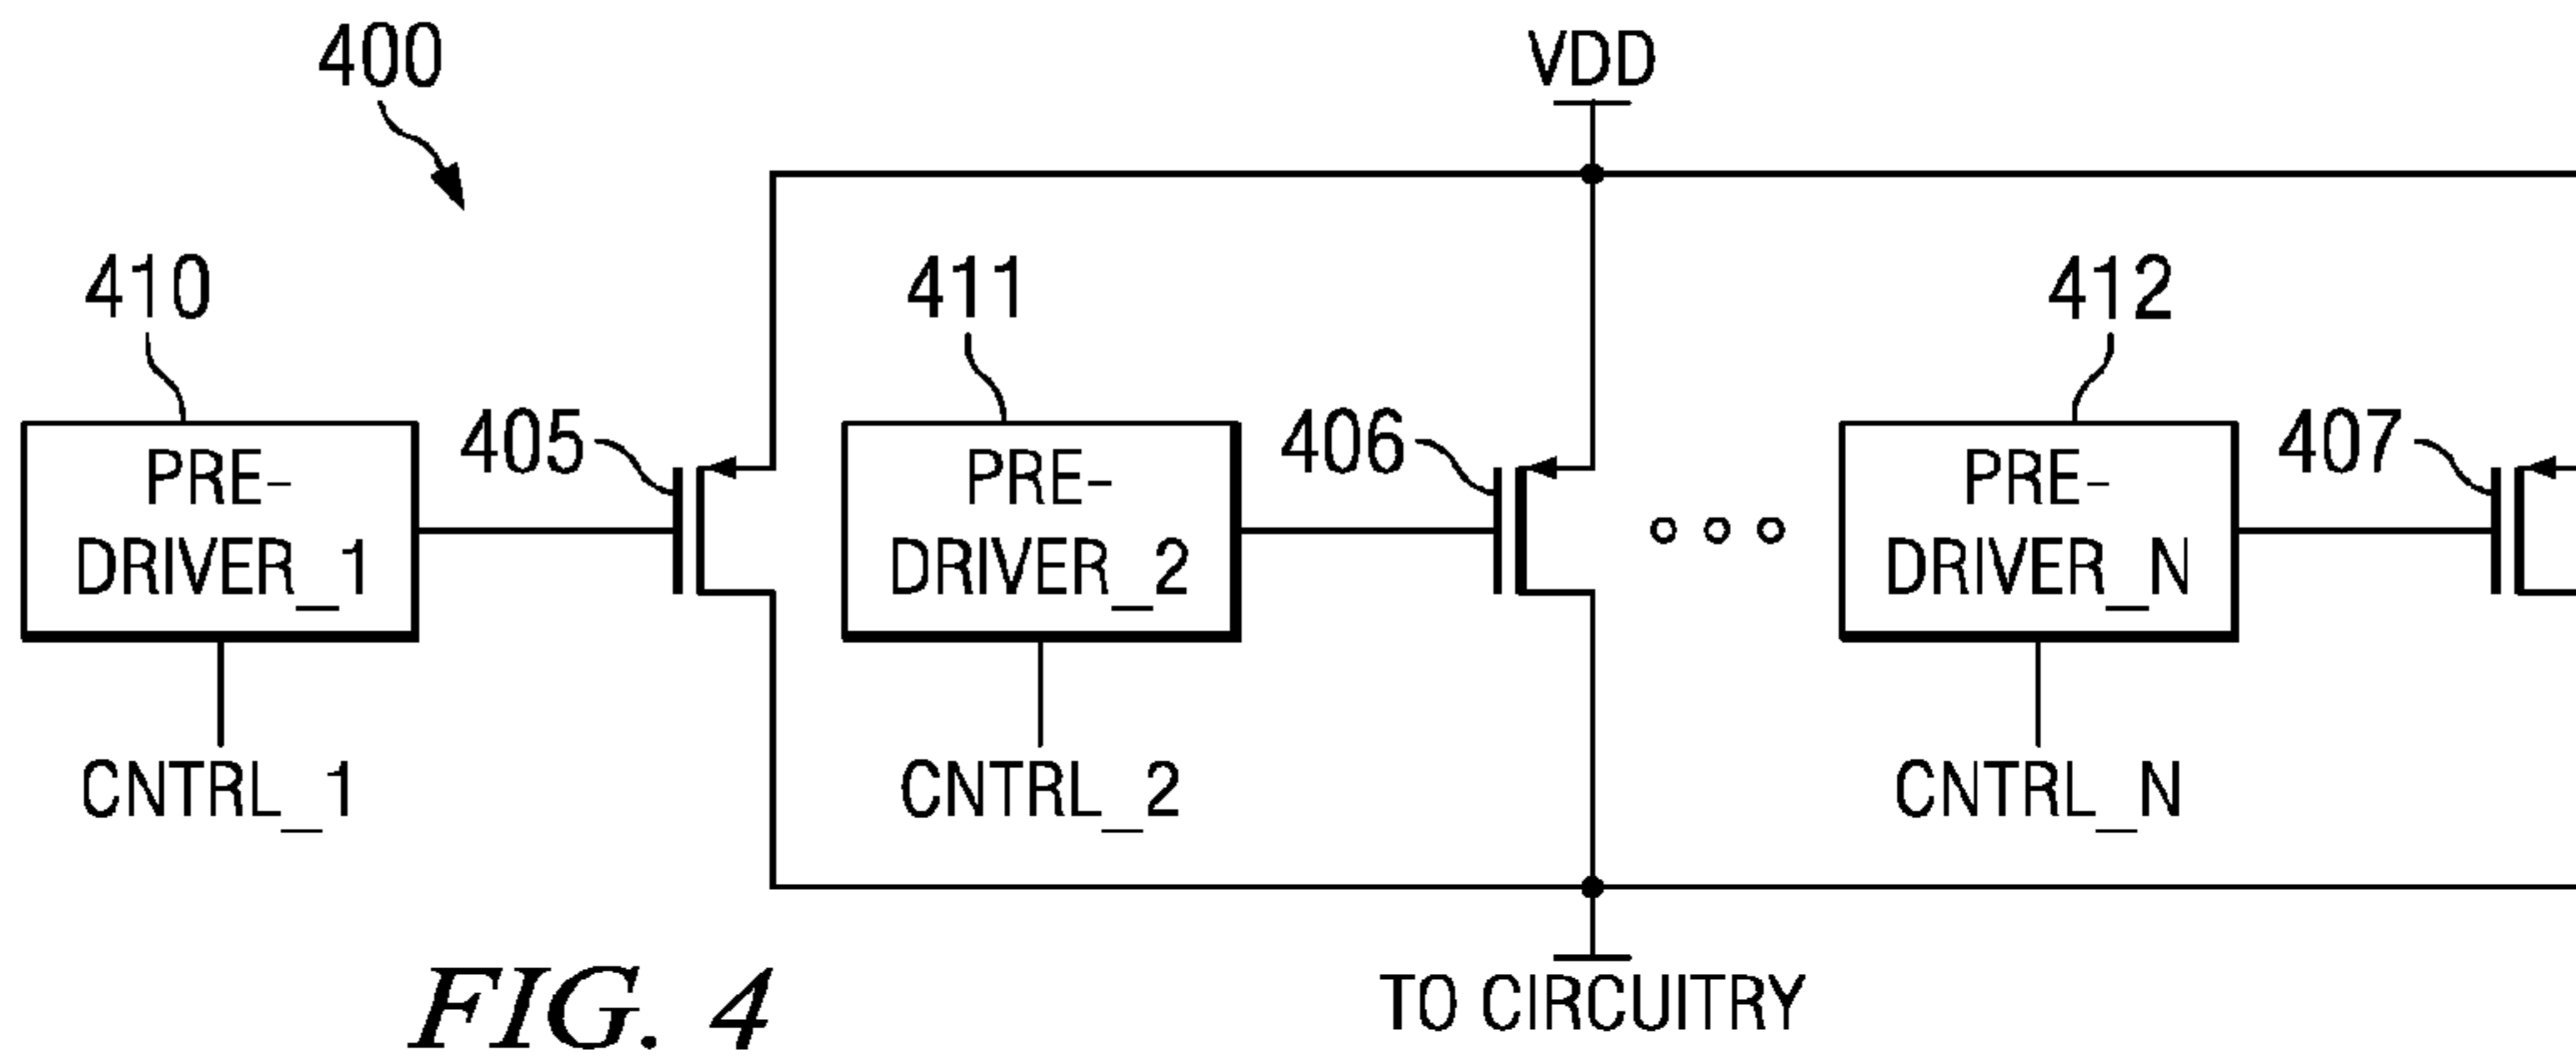 400
VDD
410
411
412
405
406
407
PRE-
DRIVER_1
PRE-
DRIVER_2
PRE-
DRIVER_N
CNTRL_1
CNTRL_2
CNTRL_N
TO CIRCUITRY
FIG. 4